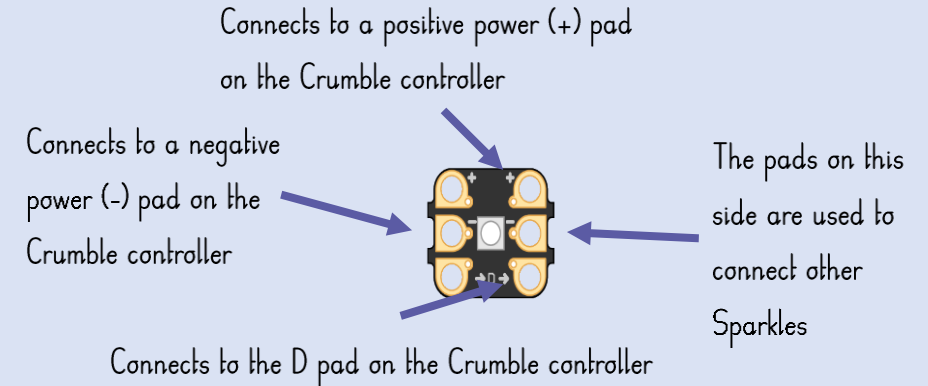 Connects to a positive power (+) pad
on the Crumble controller
Connects to a negative
power (-) pad on the
Crumble controller
The pads on this
side are used to
connect other
Sparkles
+ +
- -
→D→
Connects to the D pad on the Crumble controller